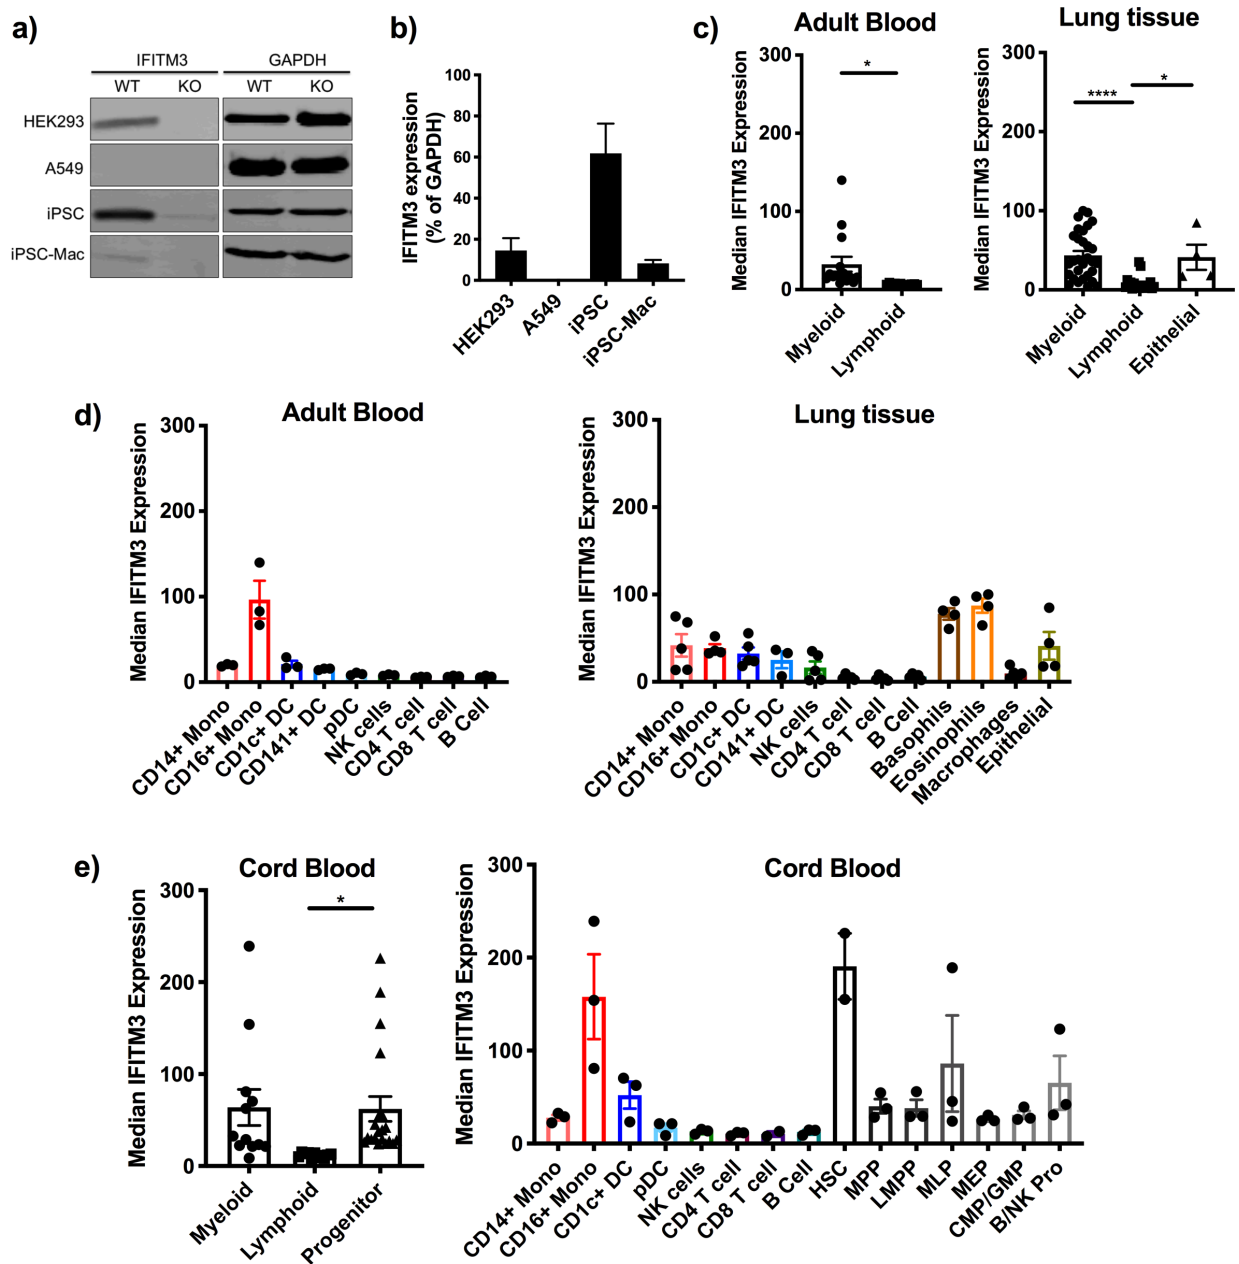 a)
IFITM3 GAPDH
WT KO WT KO
HEK293
A549
iPSC
iPSC-Mac
b)
IFITM3 expression
(% of GAPDH)
100
80
60
40
20
0
HEK293
A549
iPSC
iPSC-Mac
c)
Adult Blood
Median IFITM3 Expression
300
200
100
0
*
Myeloid
Lymphoid
Lung tissue
Median IFITM3 Expression
300
200
100
0
****
*
Myeloid
Lymphoid
Epithelial
d)
Adult Blood
Median IFITM3 Expression
300
200
100
0
CD14+ Mono
CD16+ Mono
CD1c+ DC
CD141+ DC
pDC
NK cells
CD4 T cell
CD8 T cell
B Cell
Lung tissue
Median IFITM3 Expression
300
200
100
0
CD14+ Mono
CD16+ Mono
CD1c+ DC
CD141+ DC
NK cells
CD4 T cell
CD8 T cell
B Cell
Basophils
Eosinophils
Macrophages
Epithelial
e)
Cord Blood
Median IFITM3 Expression
300
200
100
0
*
Myeloid
Lymphoid
Progenitor
Cord Blood
Median IFITM3 Expression
300
200
100
0
CD14+ Mono
CD16+ Mono
CD1c+ DC
pDC
NK cells
CD4 T cell
CD8 T cell
B Cell
HSC
MPP
LMPP
MLP
MEP
CMP/GMP
B/NK Pro